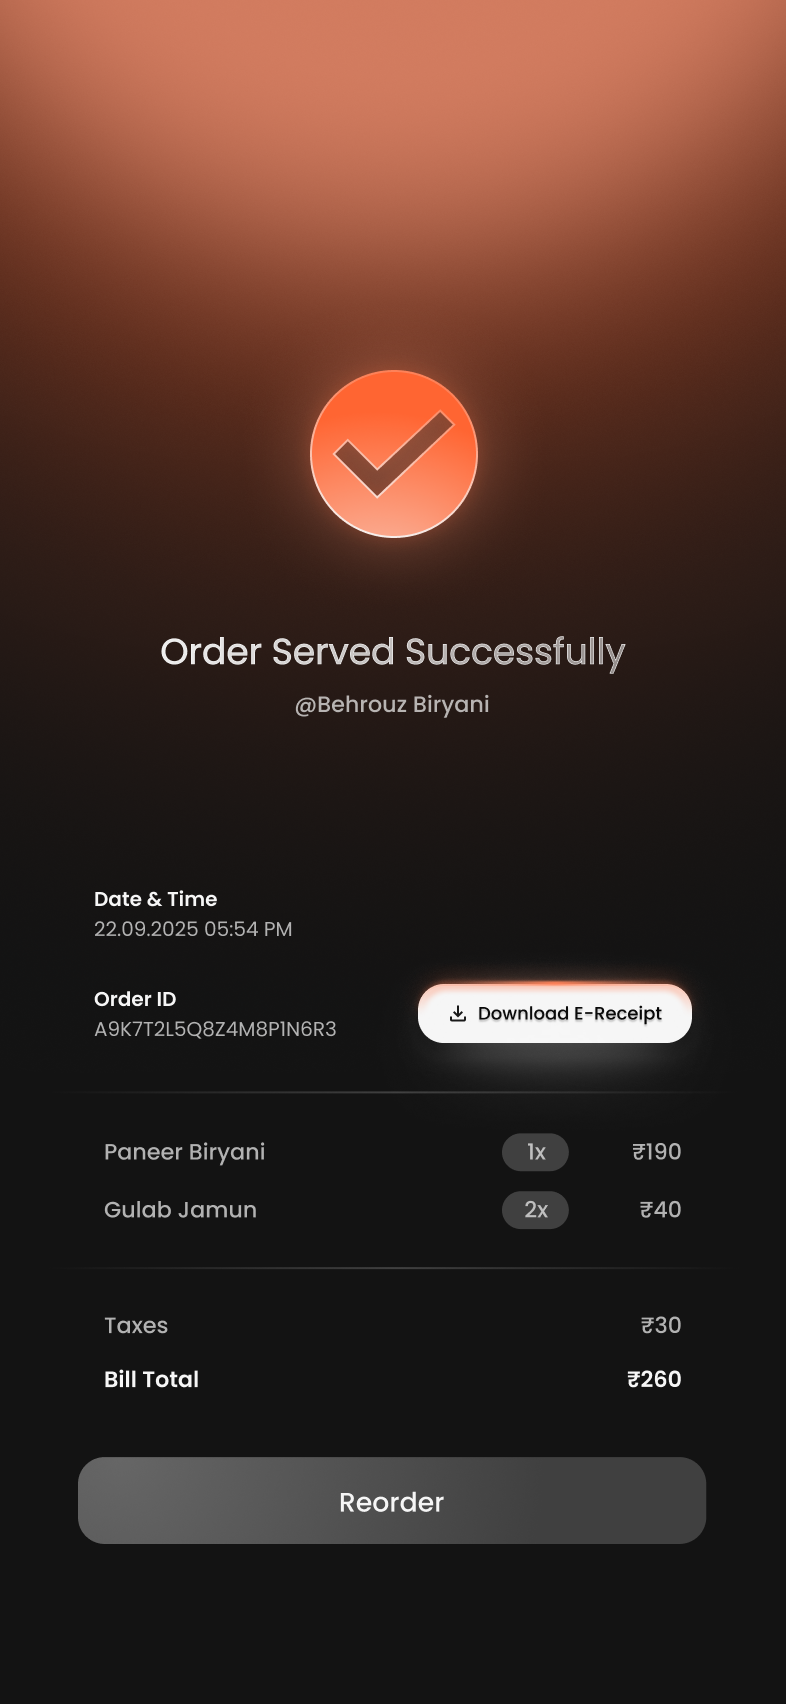 Order Served Successfully
@Behrouz Biryani
Date & Time
22.09.2025 05:54 PM
Order ID
A9K7T2L5Q8Z4M8P1N6R3
Download E-Receipt
Paneer Biryani 1x ₹190
Gulab Jamun 2x ₹40
Taxes ₹30
Bill Total ₹260
Reorder